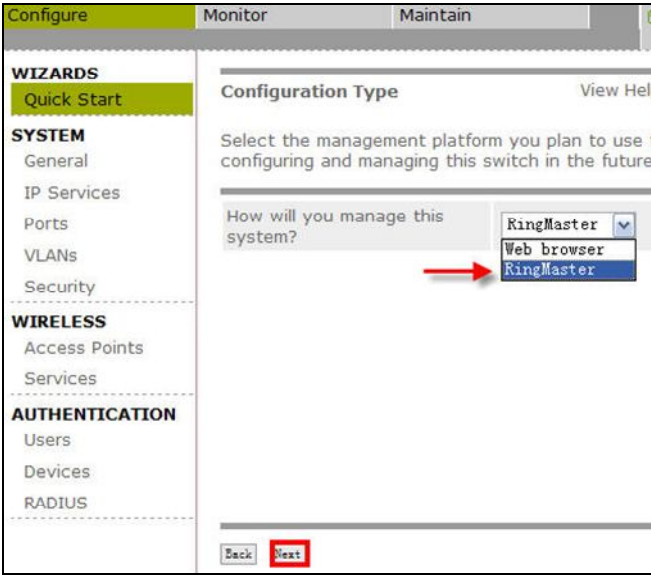 Configure
Monitor
Maintain
WIZARDS
Quick Start
SYSTEM
General
IP Services
Ports
VLANs
Security
WIRELESS
Access Points
Services
AUTHENTICATION
Users
Devices
RADIUS
Configuration Type
View Hel
Select the management platform you plan to use
configuring and managing this switch in the future
How will you manage this
system?
RingMaster
Web browser
RingMaster
Back
Next